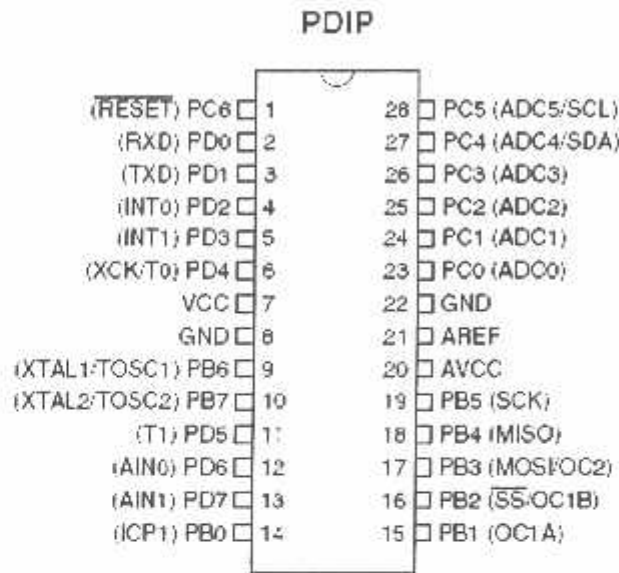 PDIP
(RESET) PC6 1 28 PC5 (ADC5/SCL)
(RXD) PD0 2 27 PC4 (ADC4/SDA)
(TXD) PD1 3 26 PC3 (ADC3)
(INT0) PD2 4 25 PC2 (ADC2)
(INT1) PD3 5 24 PC1 (ADC1)
(XCK/T0) PD4 6 23 PC0 (ADC0)
VCC 7 22 GND
GND 8 21 AREF
(XTAL1/TOSC1) PB6 9 20 AVCC
(XTAL2/TOSC2) PB7 10 19 PB5 (SCK)
(T1) PD5 11 18 PB4 (MISO)
(AIN0) PD6 12 17 PB3 (MOSI/OC2)
(AIN1) PD7 13 16 PB2 (SS/OC1B)
(ICP1) PB0 14 15 PB1 (OC1A)